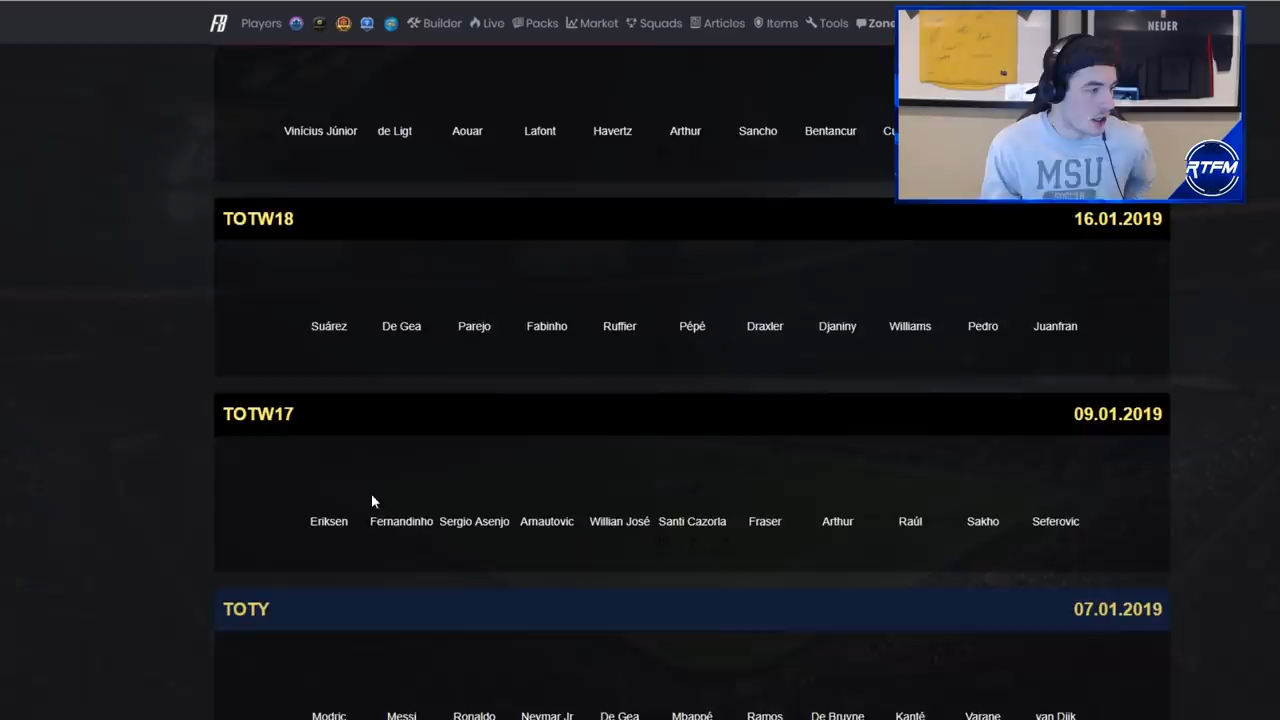 FB Players Builder Live Packs Market Squads Articles Items Tools Zone
NEUER
MSU
SOCCER
RTFM
Vinícius Júnior de Ligt Aouar Lafont Havertz Arthur Sancho Bentancur
TOTW18 16.01.2019
Suárez De Gea Parejo Fabinho Ruffier Pépé Draxler Djaniny Williams Pedro Juanfran
TOTW17 09.01.2019
Eriksen Fernandinho Sergio Asenjo Arnautovic Willian José Santi Cazorla Fraser Arthur Raúl Sakho Seferovic
TOTY 07.01.2019
Modric Messi Ronaldo Neymar Jr De Gea Mbappé Ramos De Bruyne Kanté Varane van Dijk